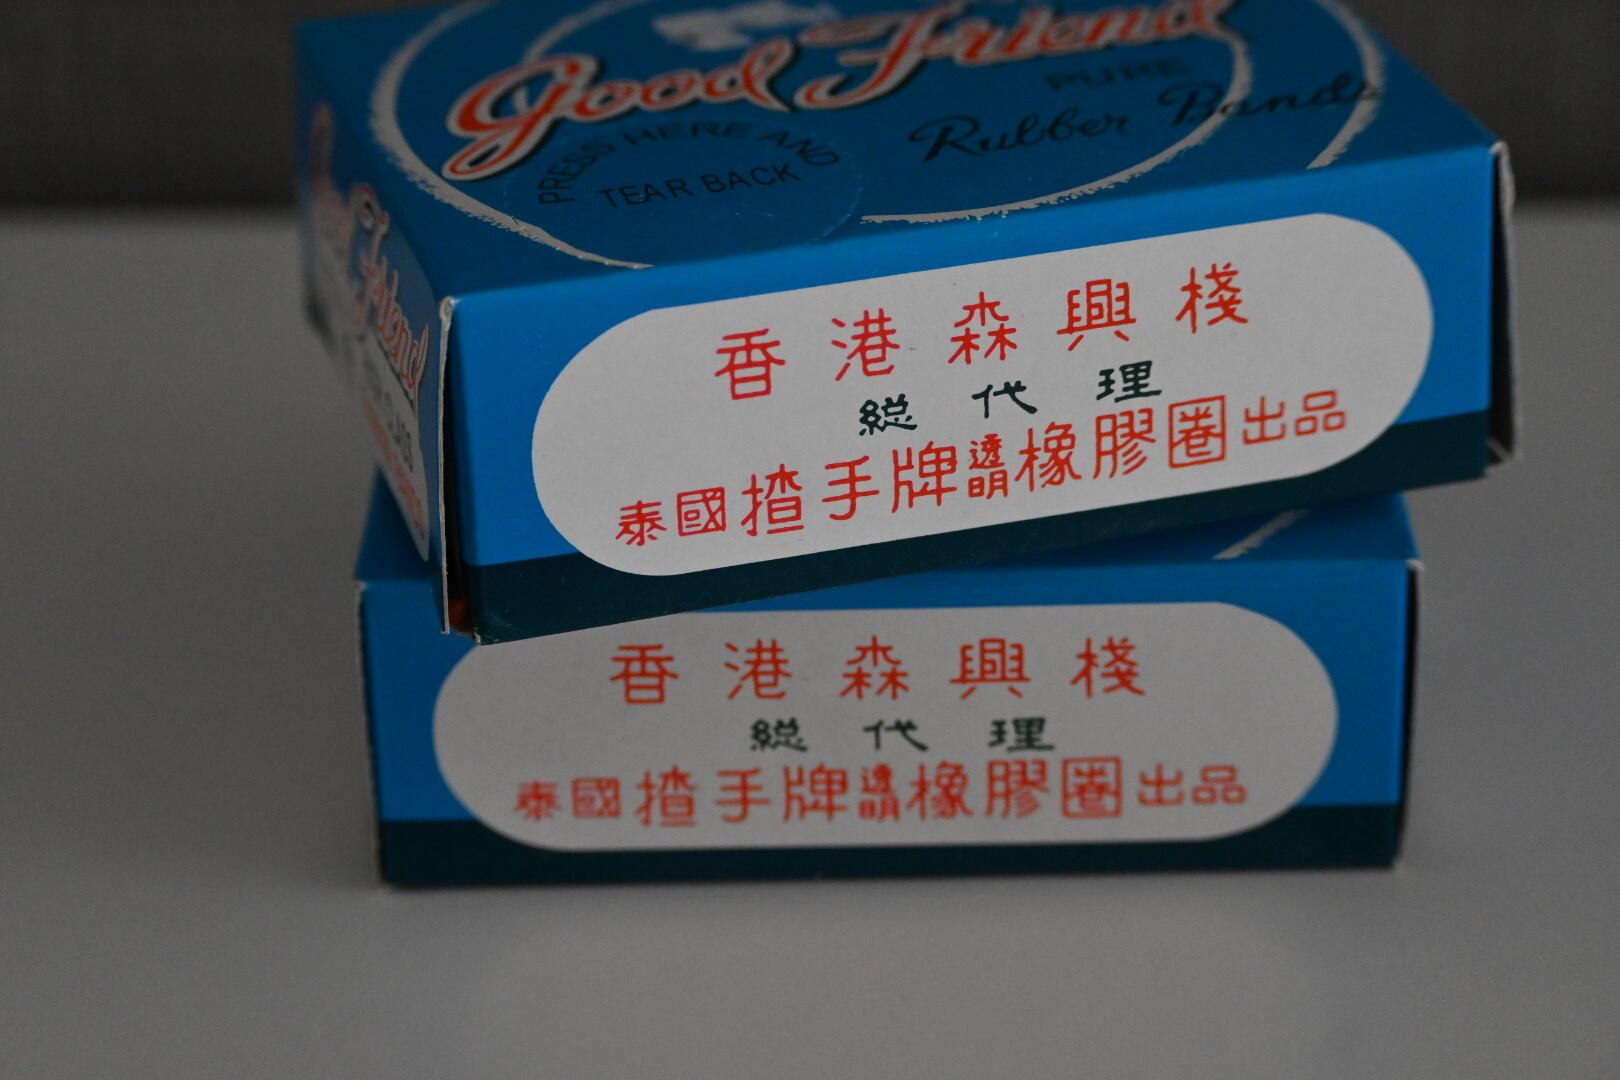 Good Friend
PURE
Rubber Bands
PRESS HERE AND
TEAR BACK
Friend
香港森興棧
総代理
泰國揸手牌透明橡膠圈出品
香港森興棧
総代理
泰國揸手牌透明橡膠圈出品